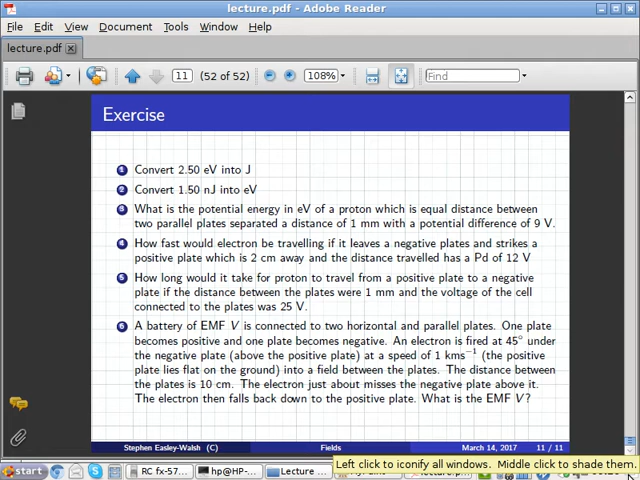 lecture.pdf - Adobe Reader
File Edit View Document Tools Window Help
lecture.pdf
11 (52 of 52) 108% Find
Exercise
1 Convert 2.50 eV into J
2 Convert 1.50 nJ into eV
3 What is the potential energy in eV of a proton which is equal distance between
two parallel plates separated a distance of 1 mm with a potential difference of 9 V.
4 How fast would electron be travelling if it leaves a negative plates and strikes a
positive plate which is 2 cm away and the distance travelled has a Pd of 12 V
5 How long would it take for proton to travel from a positive plate to a negative
plate if the distance between the plates were 1 mm and the voltage of the cell
connected to the plates was 25 V.
6 A battery of EMF V is connected to two horizontal and parallel plates. One plate
becomes positive and one plate becomes negative. An electron is fired at 45° under
the negative plate (above the positive plate) at a speed of 1 kms⁻¹ (the positive
plate lies flat on the ground) into a field between the plates. The distance between
the plates is 10 cm. The electron just about misses the negative plate above it.
The electron then falls back down to the positive plate. What is the EMF V?
Stephen Easley-Walsh (C) Fields March 14, 2017 11 / 11
Left click to iconify all windows. Middle click to shade them.
start RC fx-57... hp@HP-... Lecture ...